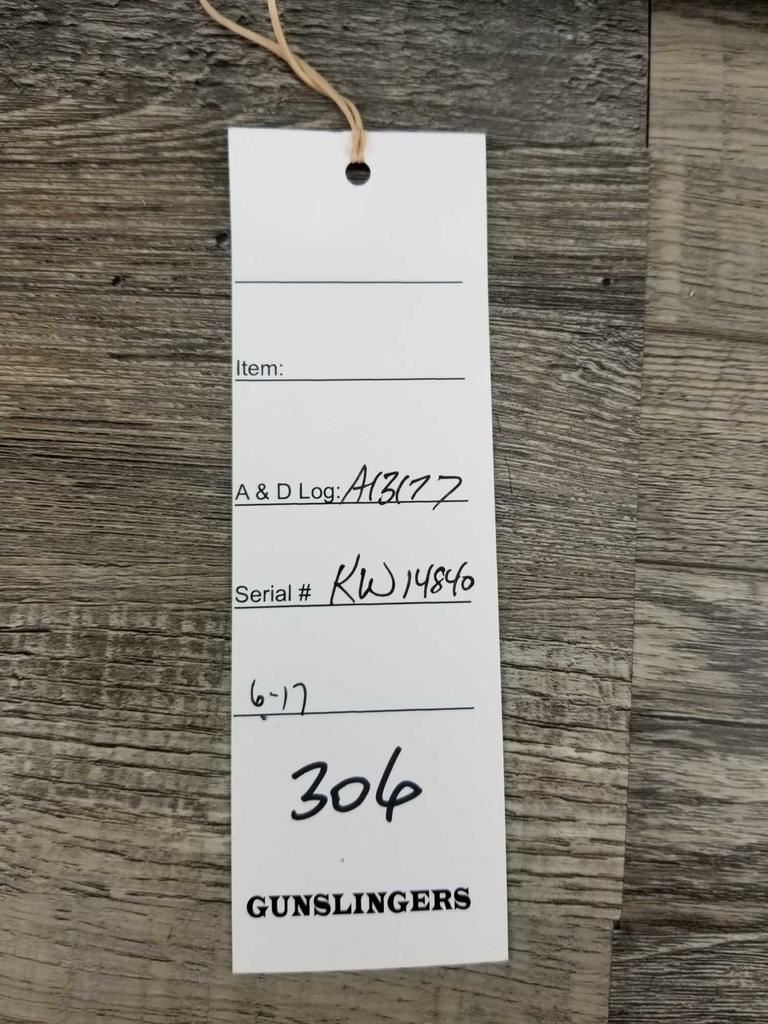 Item:
A & D Log: A13177
Serial # KW14840
6-17
306
GUNSLINGERS